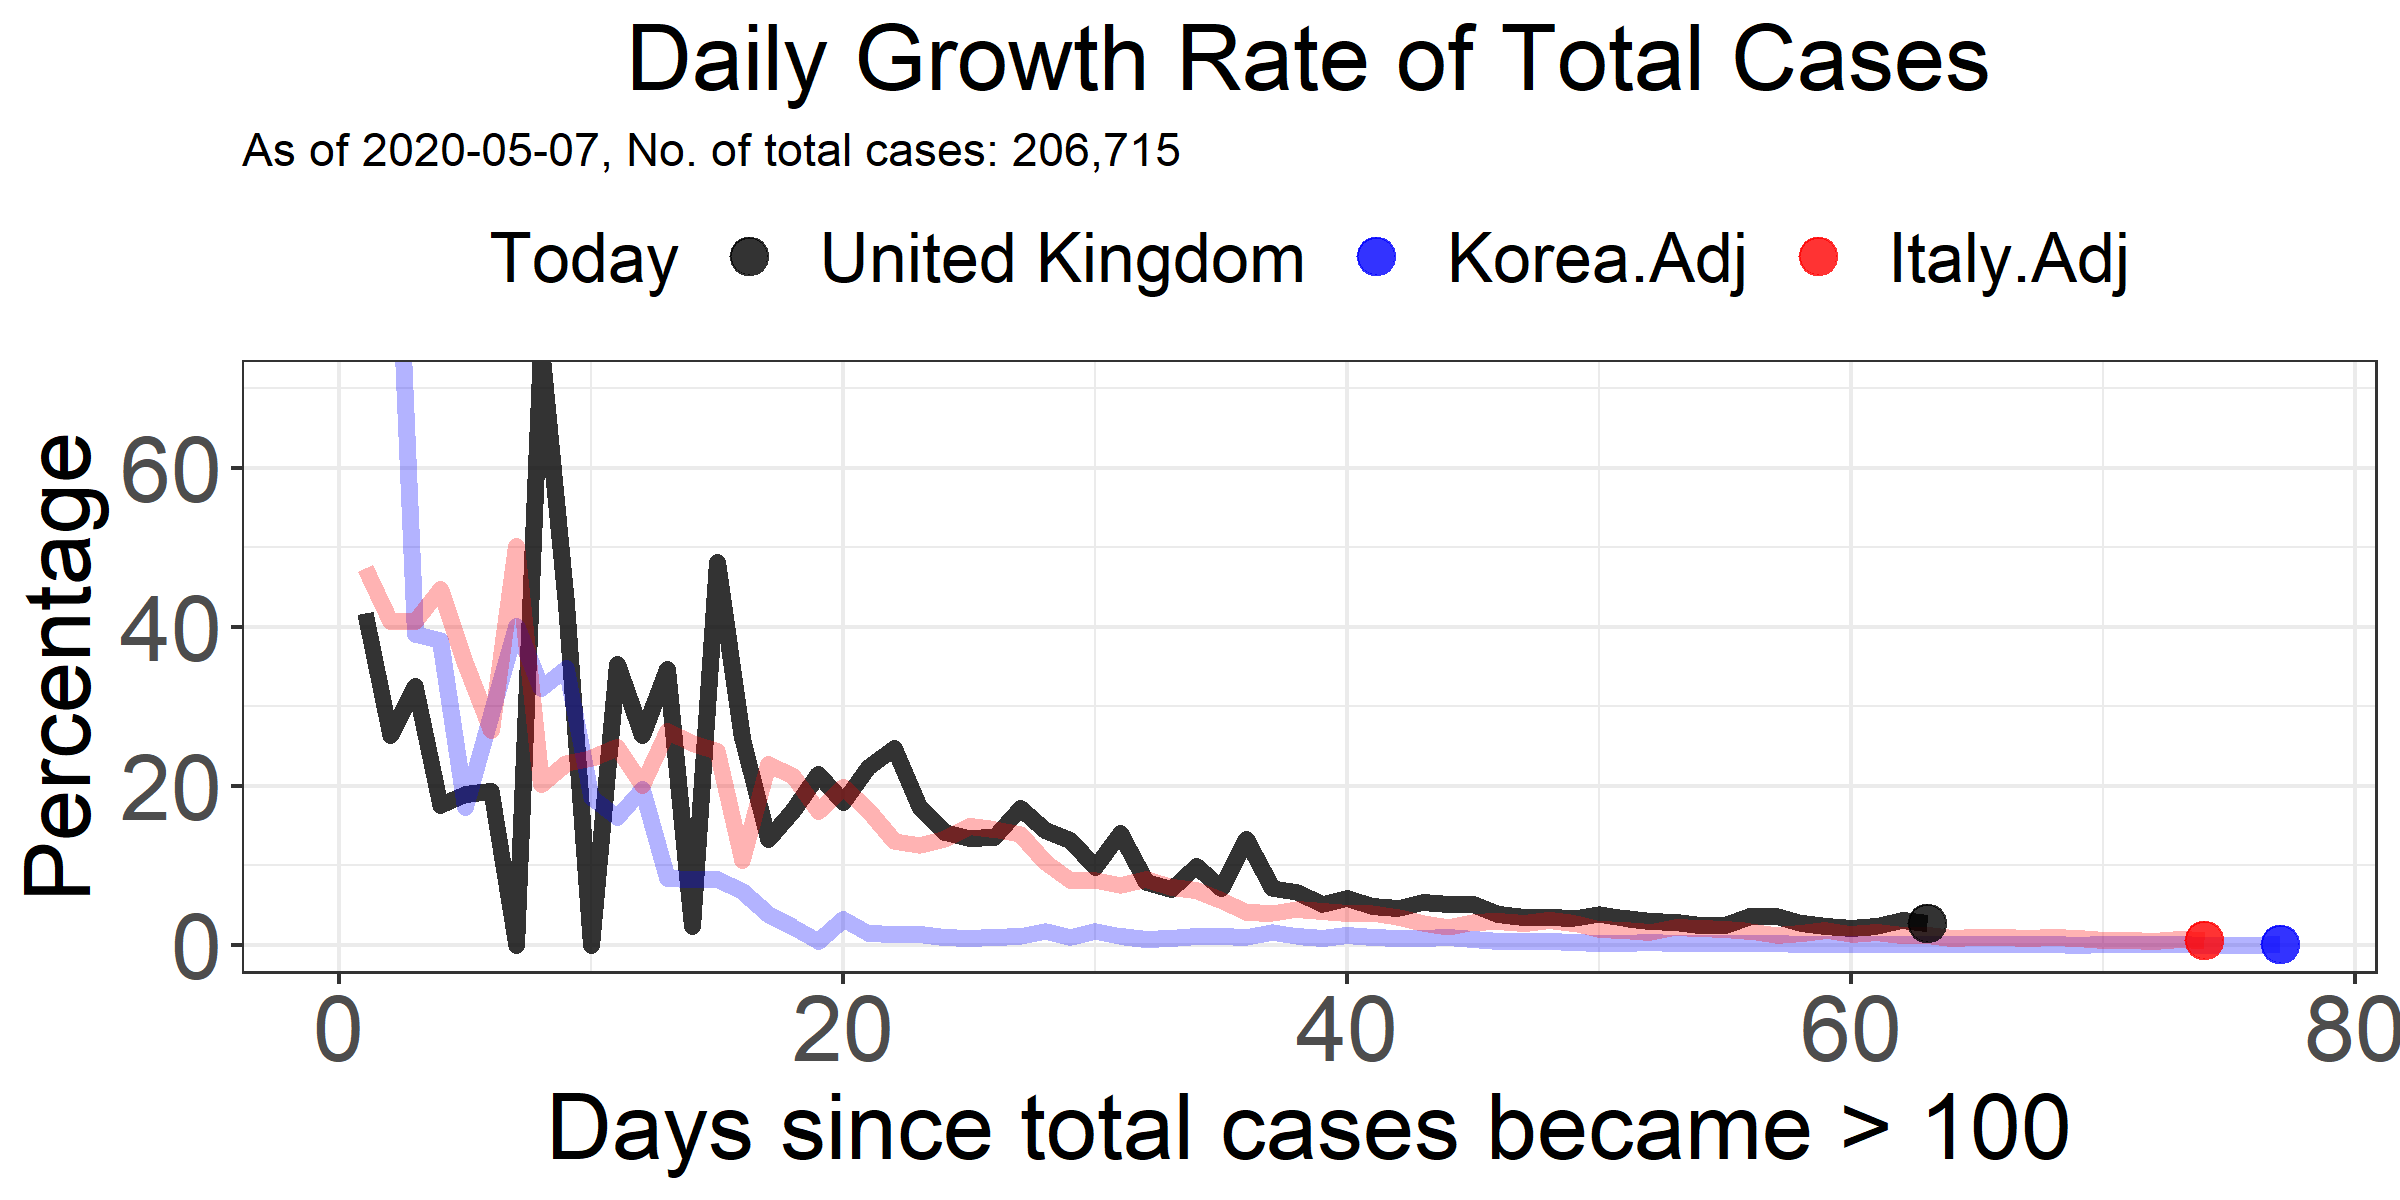 Daily Growth Rate of Total Cases
As of 2020-05-07, No. of total cases: 206,715
Today United Kingdom Korea.Adj Italy.Adj
Percentage
60
40
20
0
0 20 40 60 80
Days since total cases became > 100